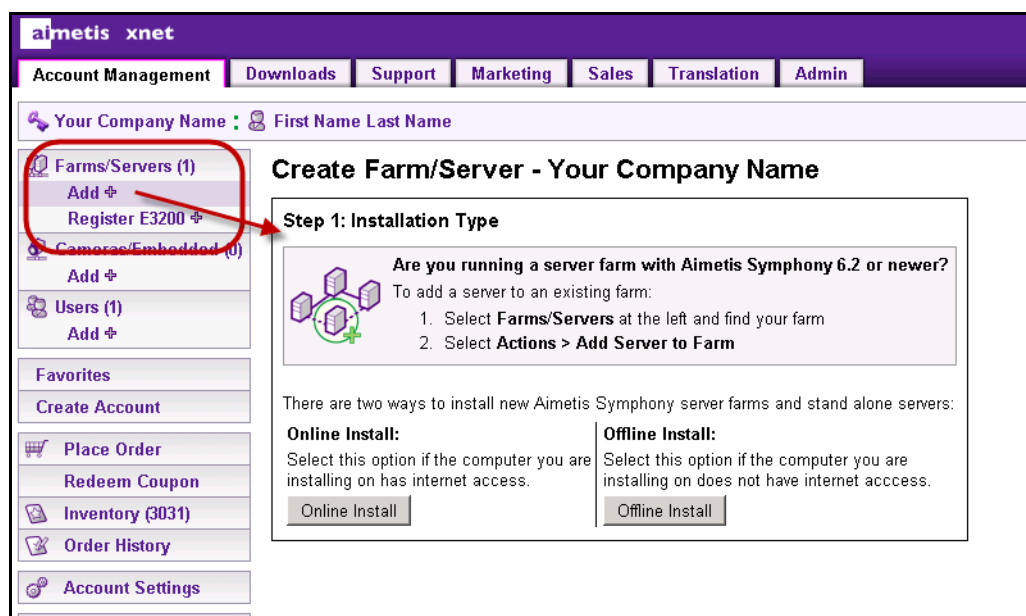 aimetis xnet
Account Management
Downloads
Support
Marketing
Sales
Translation
Admin
Your Company Name : First Name Last Name
Farms/Servers (1)
Add
Register E3200
Cameras/Embedded (0)
Add
Users (1)
Add
Favorites
Create Account
Place Order
Redeem Coupon
Inventory (3031)
Order History
Account Settings
Create Farm/Server - Your Company Name
Step 1: Installation Type
Are you running a server farm with Aimetis Symphony 6.2 or newer?
To add a server to an existing farm:
1. Select Farms/Servers at the left and find your farm
2. Select Actions > Add Server to Farm
There are two ways to install new Aimetis Symphony server farms and stand alone servers:
Online Install:
Select this option if the computer you are
installing on has internet access.
Online Install
Offline Install:
Select this option if the computer you are
installing on does not have internet acccess.
Offline Install